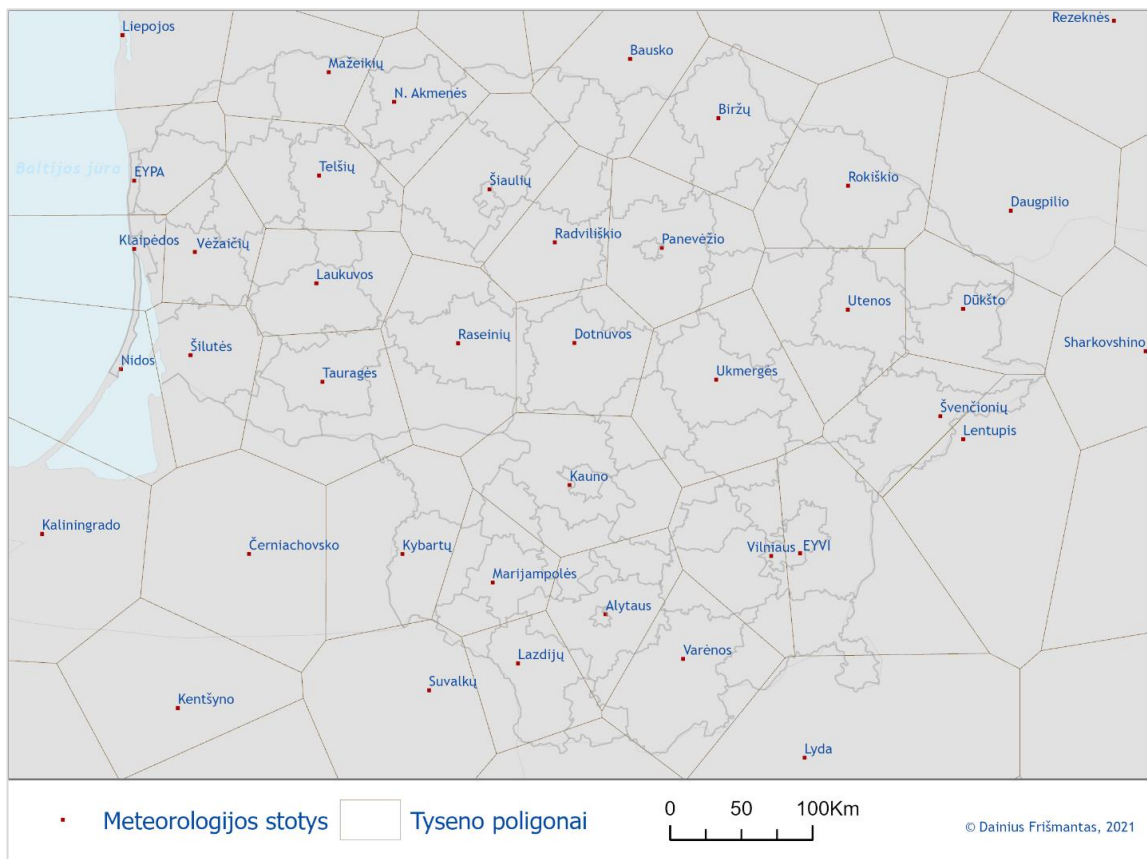 Liepojos
Rezeknės
Bausko
Mažeikių
N. Akmenės
Biržų
Baltijos jūra
EYPA
Telšių
Šiaulių
Rokiškio
Daugpilio
Klaipėdos
Vėžaičių
Radviliškio
Panevėžio
Laukuvos
Utenos
Dūkšto
Nidos
Šilutės
Raseinių
Dotnuvos
Sharkovshino
Tauragės
Ukmergės
Švenčionių
Lentupis
Kauno
Kaliningrado
Černiachovsko
Kybartų
Vilniaus
EYVI
Marijampolės
Alytaus
Lazdijų
Varėnos
Kentšyno
Suvalkų
Lyda
Meteorologijos stotys
Tyseno poligonai
0 50 100Km
© Dainius Frišmantas, 2021